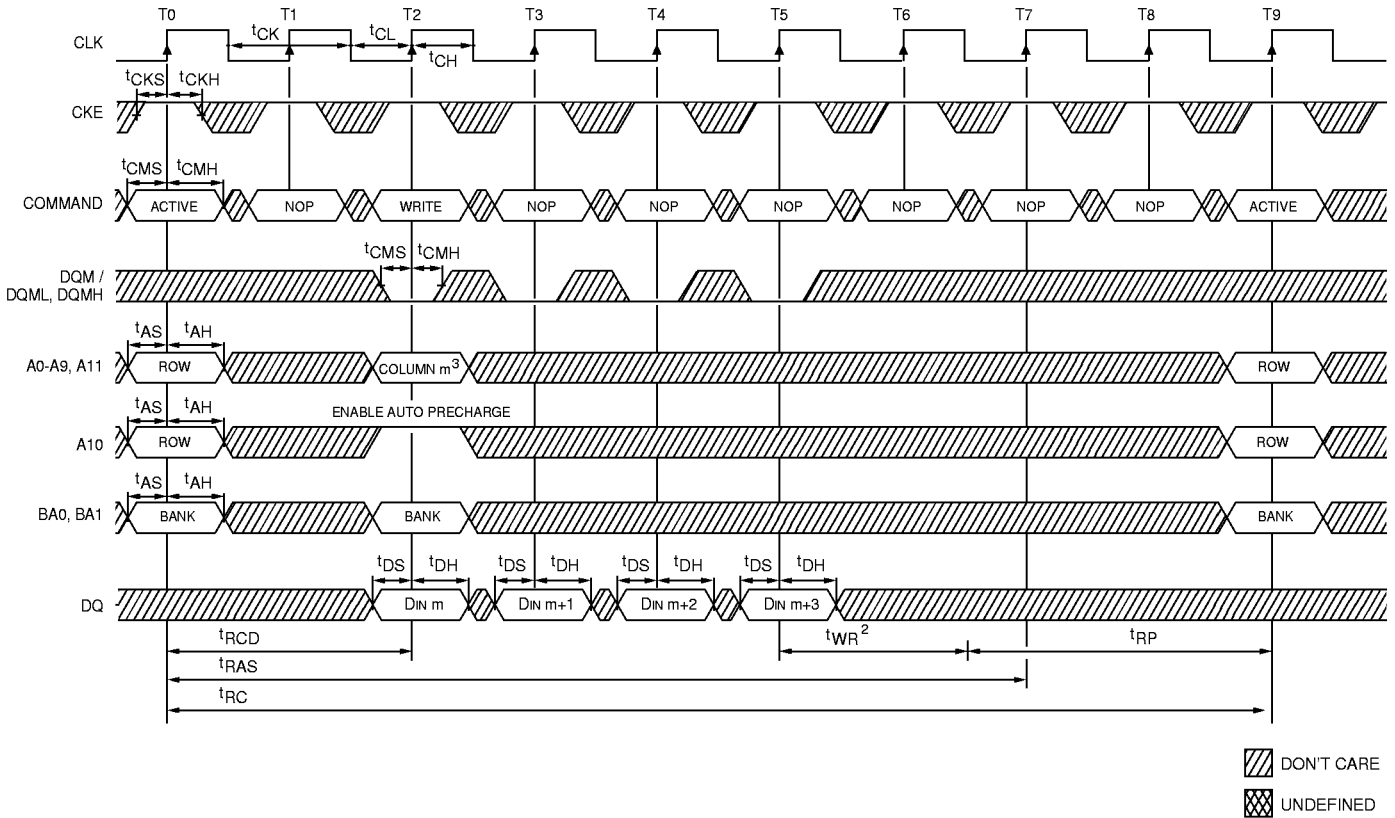 T0 T1 T2 T3 T4 T5 T6 T7 T8 T9
CLK tCK tCL tCH
tCKS tCKH
CKE
tCMS tCMH
COMMAND ACTIVE NOP WRITE NOP NOP NOP NOP NOP NOP ACTIVE
tCMS tCMH
DQM /
DQML, DQMH
tAS tAH
A0-A9, A11 ROW COLUMN m3 ROW
tAS tAH ENABLE AUTO PRECHARGE
A10 ROW ROW
tAS tAH
BA0, BA1 BANK BANK BANK
tDS tDH tDS tDH tDS tDH tDS tDH
DQ DIN m DIN m+1 DIN m+2 DIN m+3
tRCD tWR2 tRP
tRAS
tRC
DON'T CARE
UNDEFINED